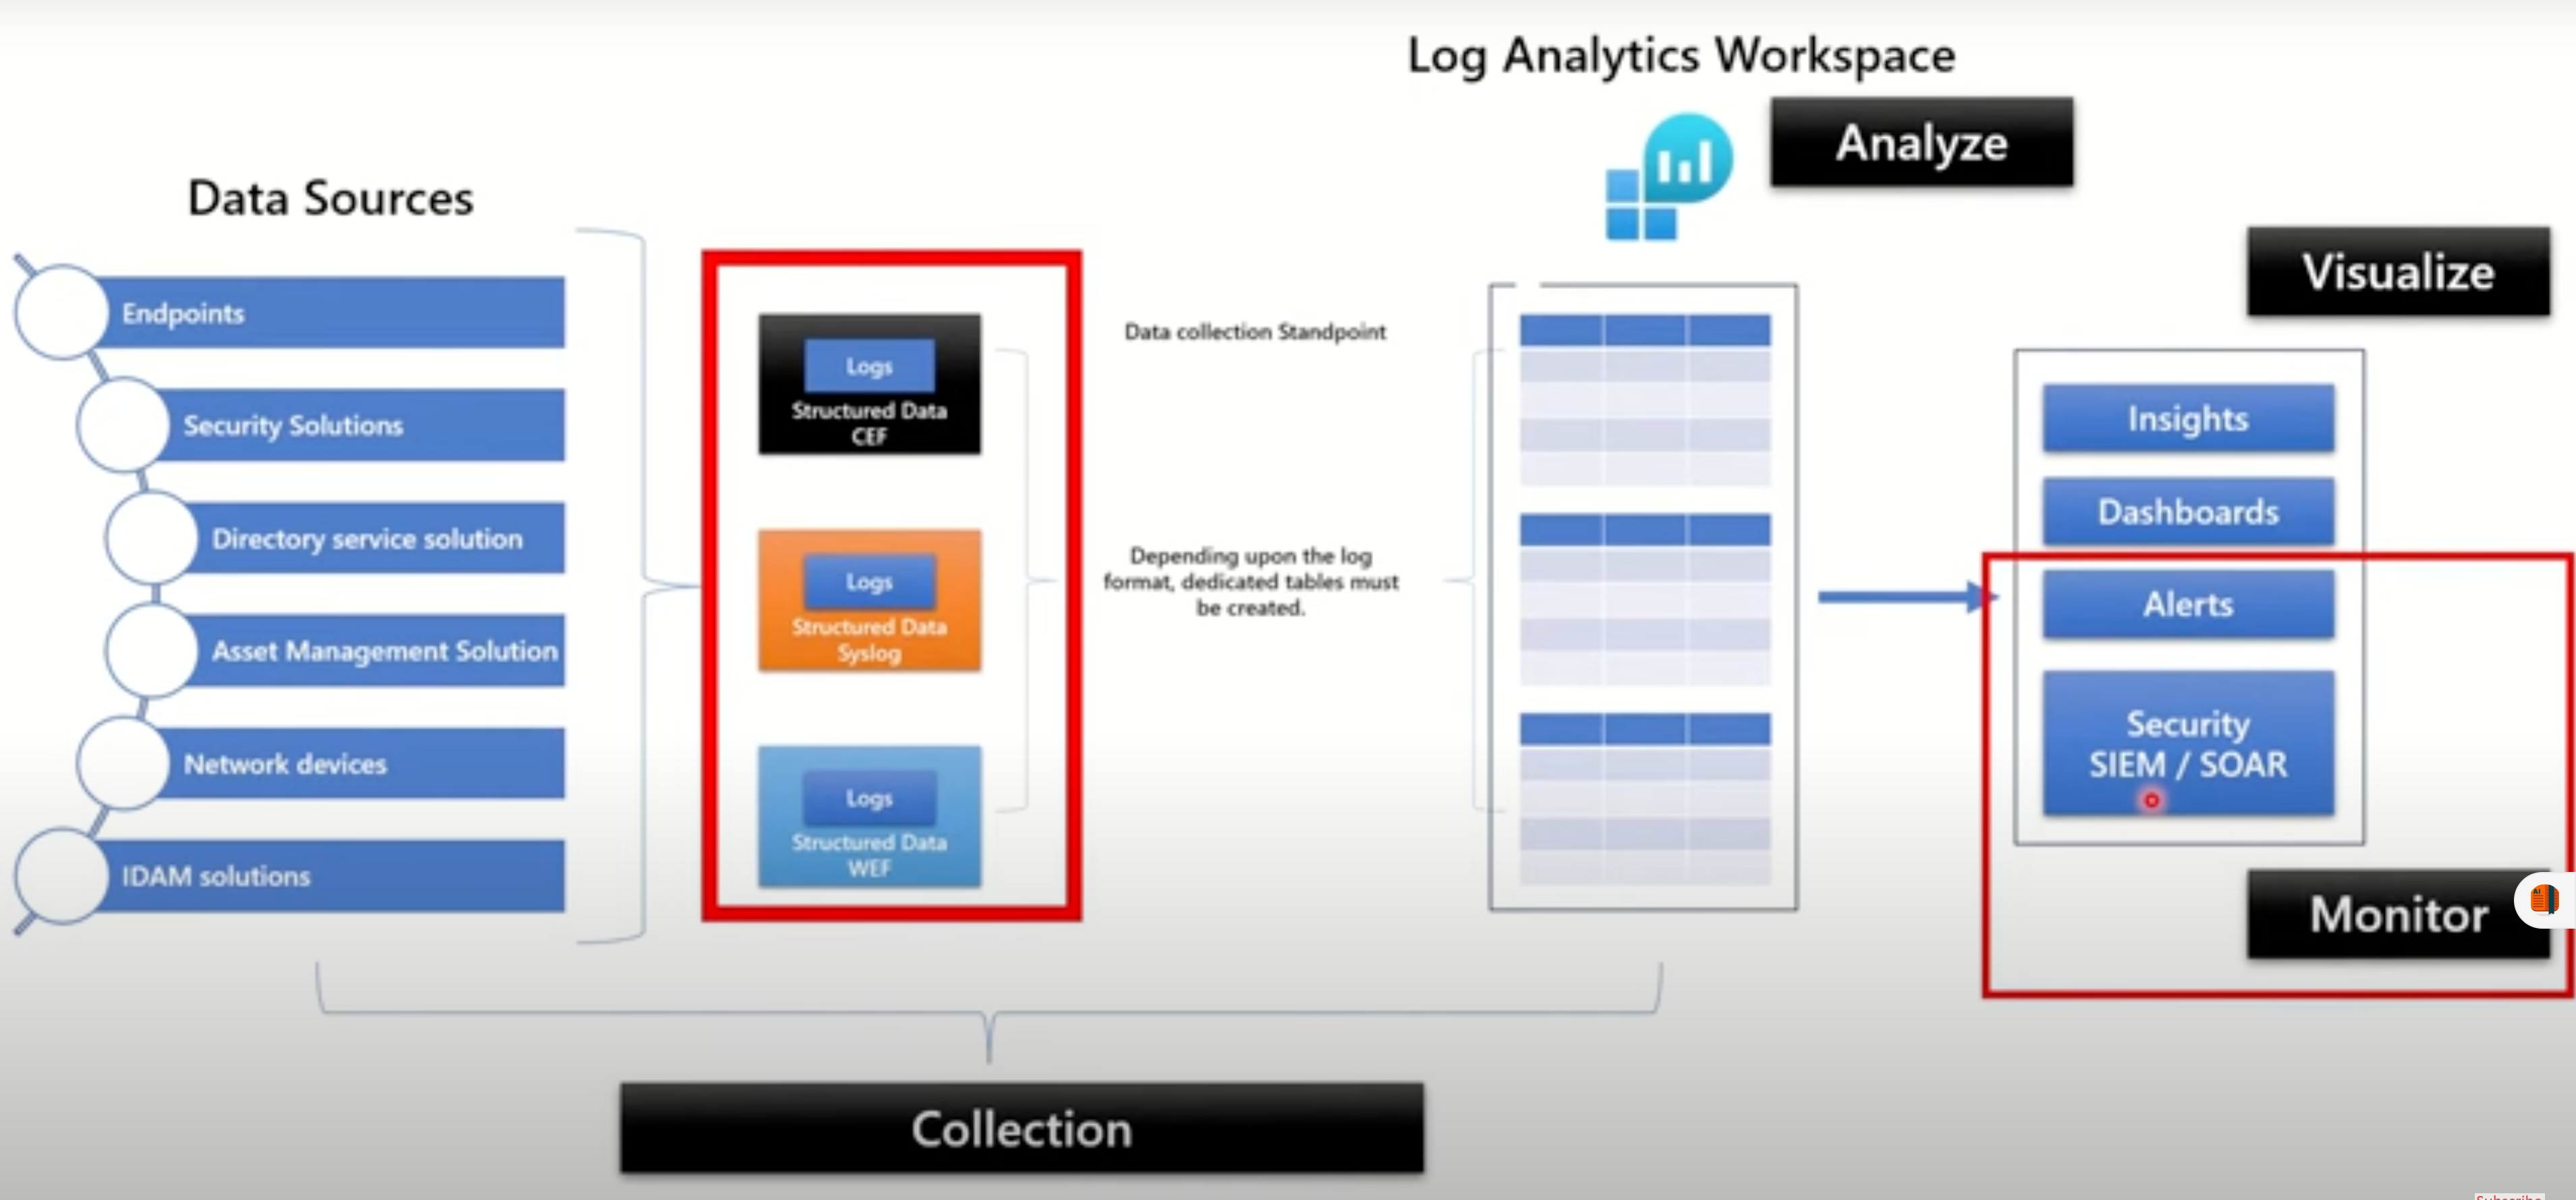 Log Analytics Workspace
Analyze
Data Sources
Visualize
Endpoints
Security Solutions
Directory service solution
Asset Management Solution
Network devices
IDAM solutions
Logs
Structured Data
CEF
Logs
Structured Data
Syslog
Logs
Structured Data
WEF
Data collection Standpoint
Depending upon the log
format, dedicated tables must
be created.
Insights
Dashboards
Alerts
Security
SIEM / SOAR
Monitor
AI
Collection
Subscribe